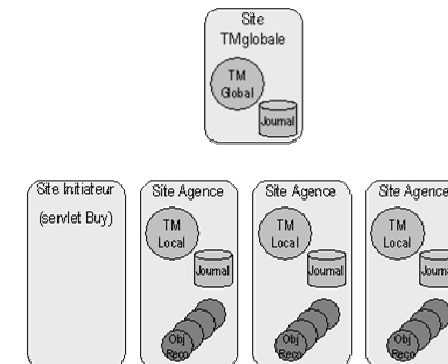 Site
TMglobale
TM
Global
Journal
Site Initiateur
(servlet Buy)
Site Agence
TM
Local
Journal
Obj
Reco
Site Agence
TM
Local
Journal
Obj
Reco
Site Agence
TM
Local
Journ
Obj
Reco